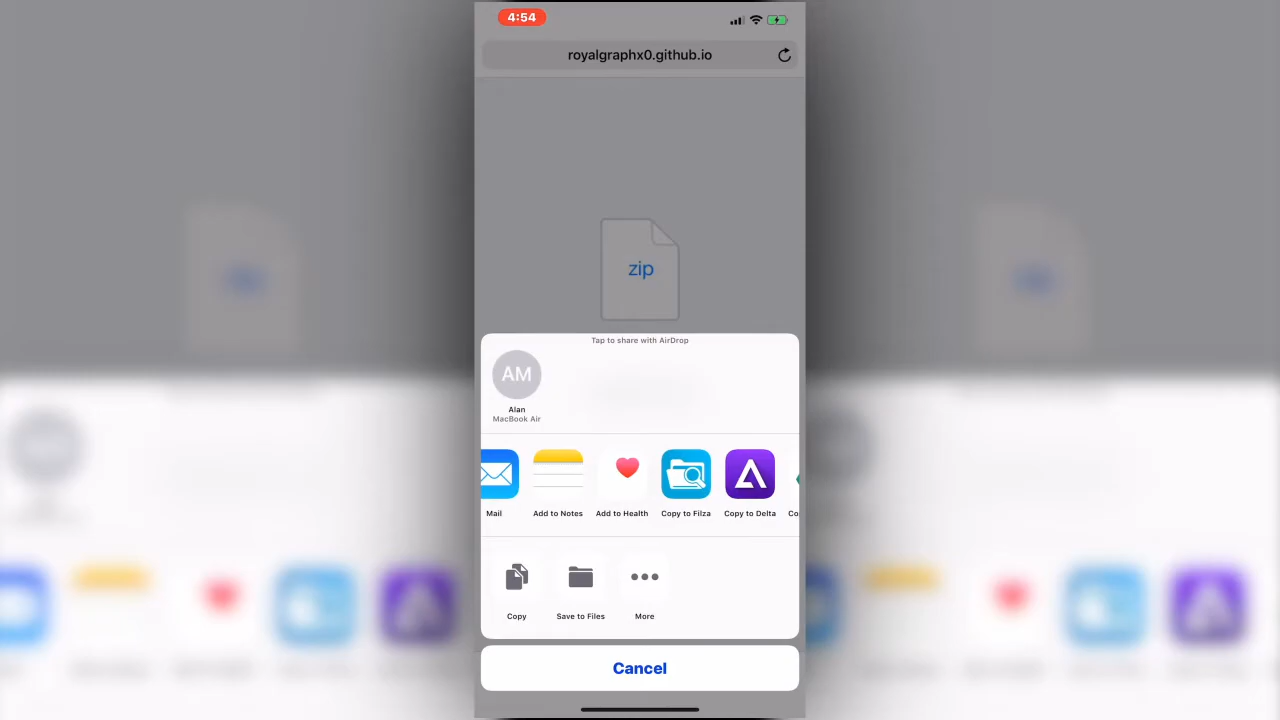 4:54
royalgraphx0.github.io
zip
Tap to share with AirDrop
AM
Alan
MacBook Air
Mail
Add to Notes
Add to Health
Copy to Filza
Copy to Delta
Co
Copy
Save to Files
More
Cancel